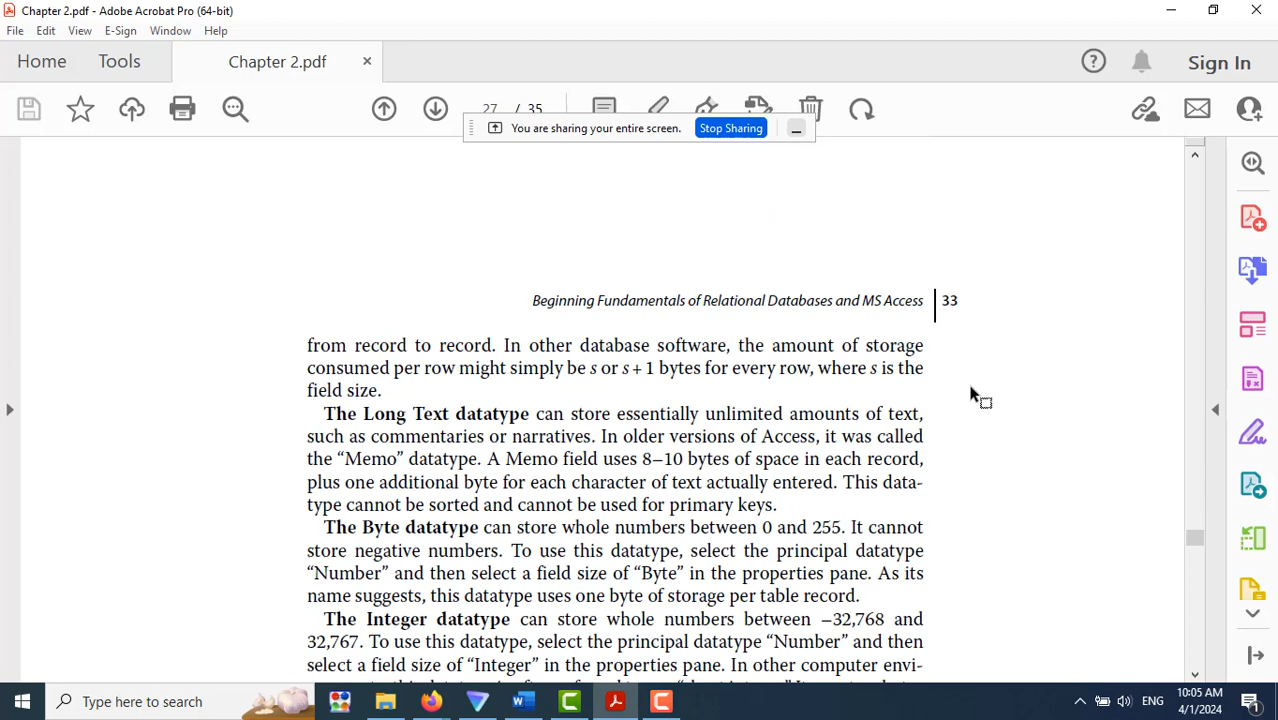 Chapter 2.pdf - Adobe Acrobat Pro (64-bit)
File Edit View E-Sign Window Help
Home Tools Chapter 2.pdf × Sign In
27 / 35
You are sharing your entire screen. Stop Sharing
Beginning Fundamentals of Relational Databases and MS Access 33
from record to record. In other database software, the amount of storage
consumed per row might simply be s or s + 1 bytes for every row, where s is the
field size.
The Long Text datatype can store essentially unlimited amounts of text,
such as commentaries or narratives. In older versions of Access, it was called
the “Memo” datatype. A Memo field uses 8–10 bytes of space in each record,
plus one additional byte for each character of text actually entered. This data-
type cannot be sorted and cannot be used for primary keys.
The Byte datatype can store whole numbers between 0 and 255. It cannot
store negative numbers. To use this datatype, select the principal datatype
“Number” and then select a field size of “Byte” in the properties pane. As its
name suggests, this datatype uses one byte of storage per table record.
The Integer datatype can store whole numbers between −32,768 and
32,767. To use this datatype, select the principal datatype “Number” and then
select a field size of “Integer” in the properties pane. In other computer envi-
Type here to search
ENG
10:05 AM
4/1/2024
1